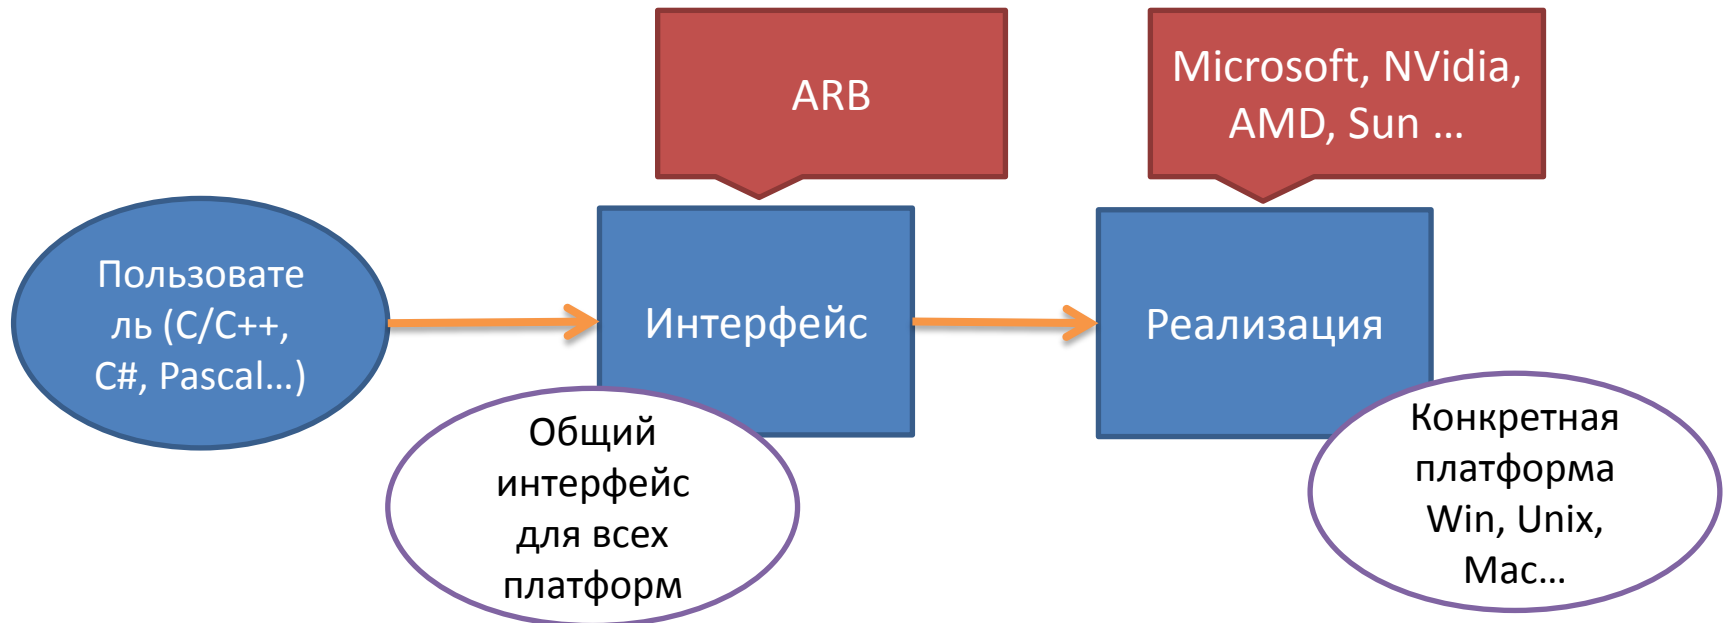 ARB
Microsoft, NVidia,
AMD, Sun ...
Пользовате
ль (C/C++,
C#, Pascal...)
Интерфейс
Реализация
Общий
интерфейс
для всех
платформ
Конкретная
платформа
Win, Unix,
Mac...